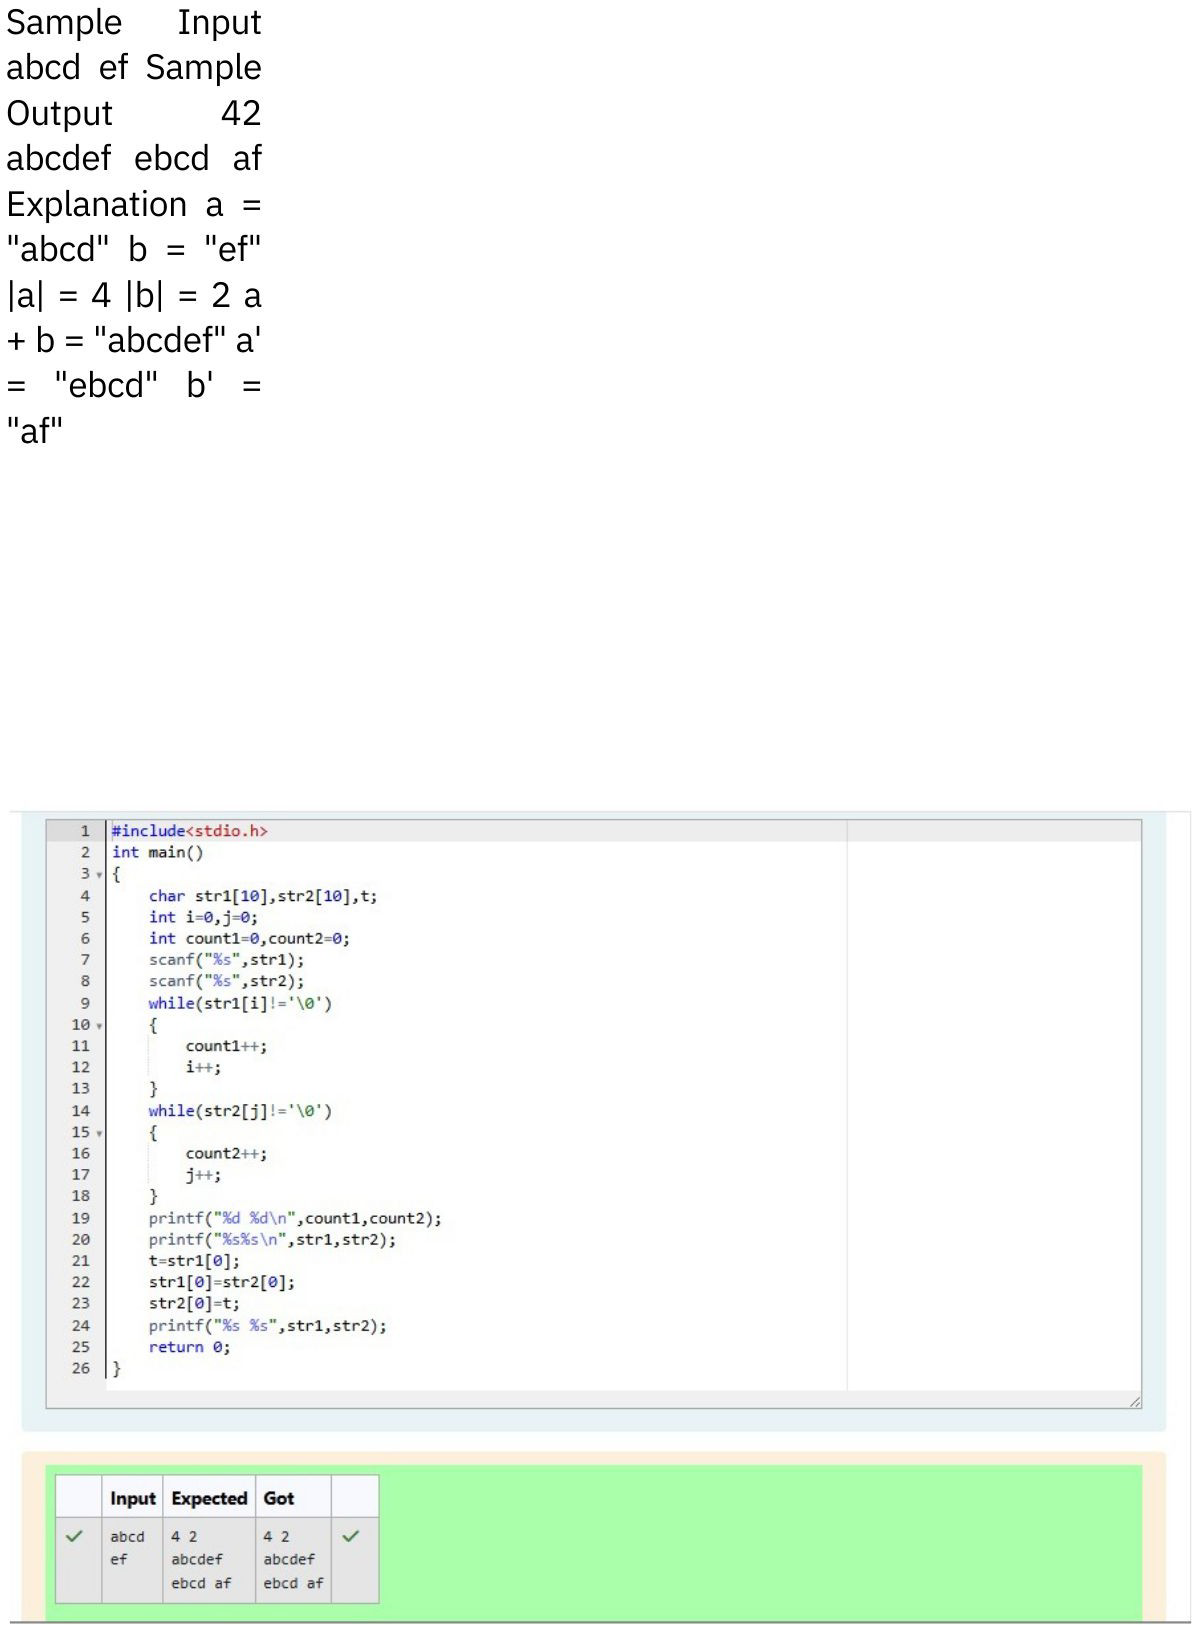 Sample Input
abcd ef Sample
Output 42
abcdef ebcd af
Explanation a =
"abcd" b = "ef"
|a| = 4 |b| = 2 a
+ b = "abcdef" a'
= "ebcd" b' =
"af"
1 #include<stdio.h>
2 int main()
3 {
4 char str1[10],str2[10],t;
5 int i=0,j=0;
6 int count1=0,count2=0;
7 scanf("%s",str1);
8 scanf("%s",str2);
9 while(str1[i]!='\0')
10 {
11 count1++;
12 i++;
13 }
14 while(str2[j]!='\0')
15 {
16 count2++;
17 j++;
18 }
19 printf("%d %d\n",count1,count2);
20 printf("%s%s\n",str1,str2);
21 t=str1[0];
22 str1[0]=str2[0];
23 str2[0]=t;
24 printf("%s %s",str1,str2);
25 return 0;
26 }
Input Expected Got
abcd 4 2 4 2
ef abcdef abcdef
ebcd af ebcd af